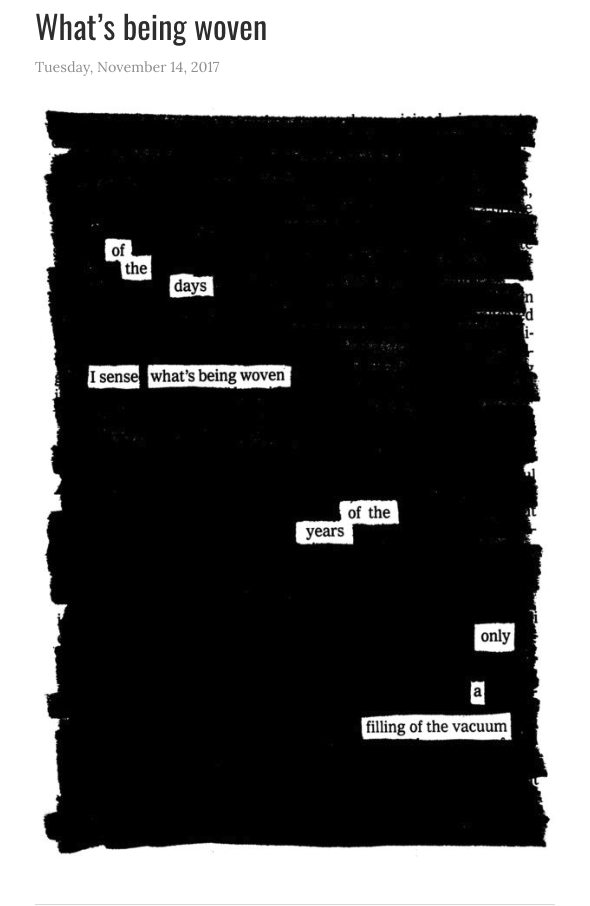 What’s being woven
Tuesday, November 14, 2017
of
the
days
I sense what’s being woven
of the
years
only
a
filling of the vacuum